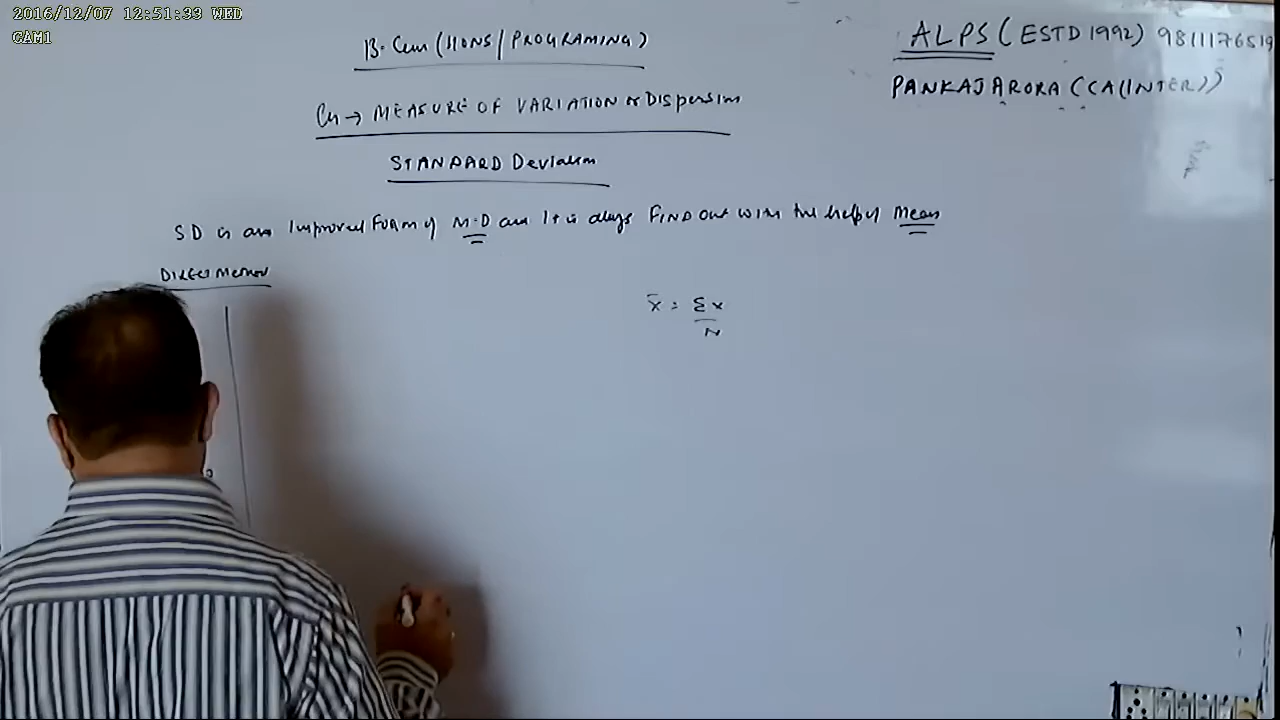 2016/12/07 12:51:33 WED
CAM1
B.Com (HONS/PROGRAMING)
ALPS (ESTD 1992) 9811176519
PANKAJ ARORA (CA(INTER))
Ch → MEASURE OF VARIATION or Dispersion
STANDARD Deviation
SD is an Improved Form of M.D and It is always FIND out with the help of Mean
DIRECT Method
x̄ = Σx
N